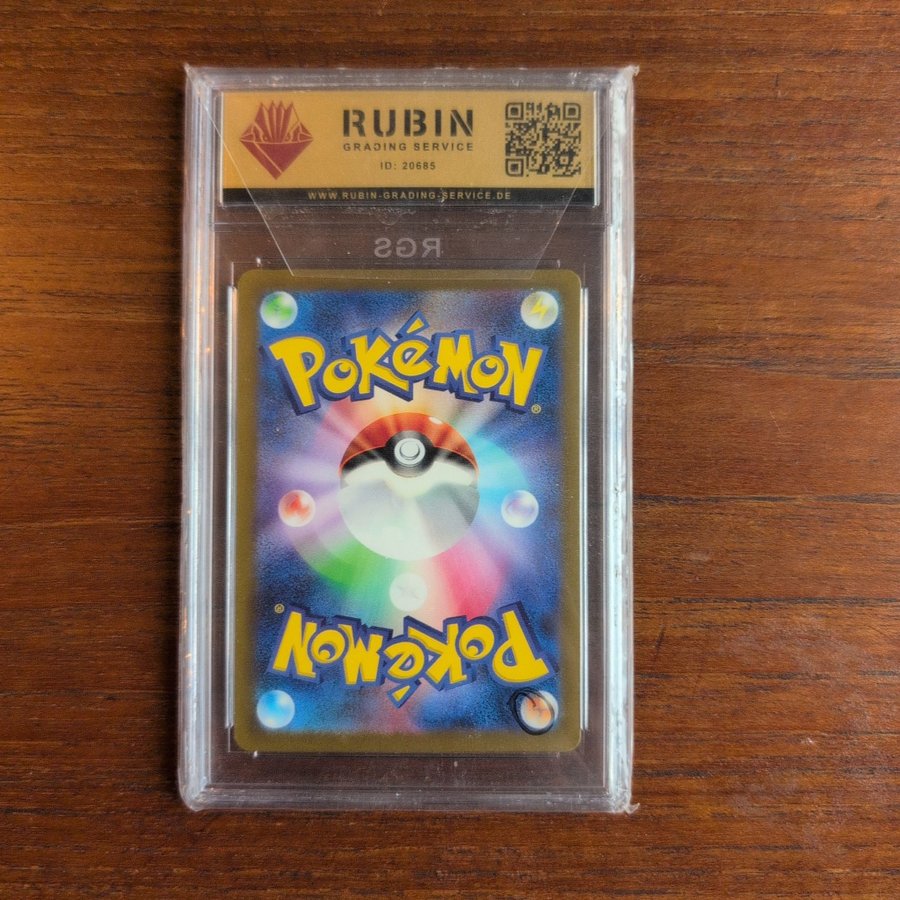 RUBIN
GRADING SERVICE
ID: 20685
WWW.RUBIN-GRADING-SERVICE.DE
RGS
POKéMON®
POKéMON®